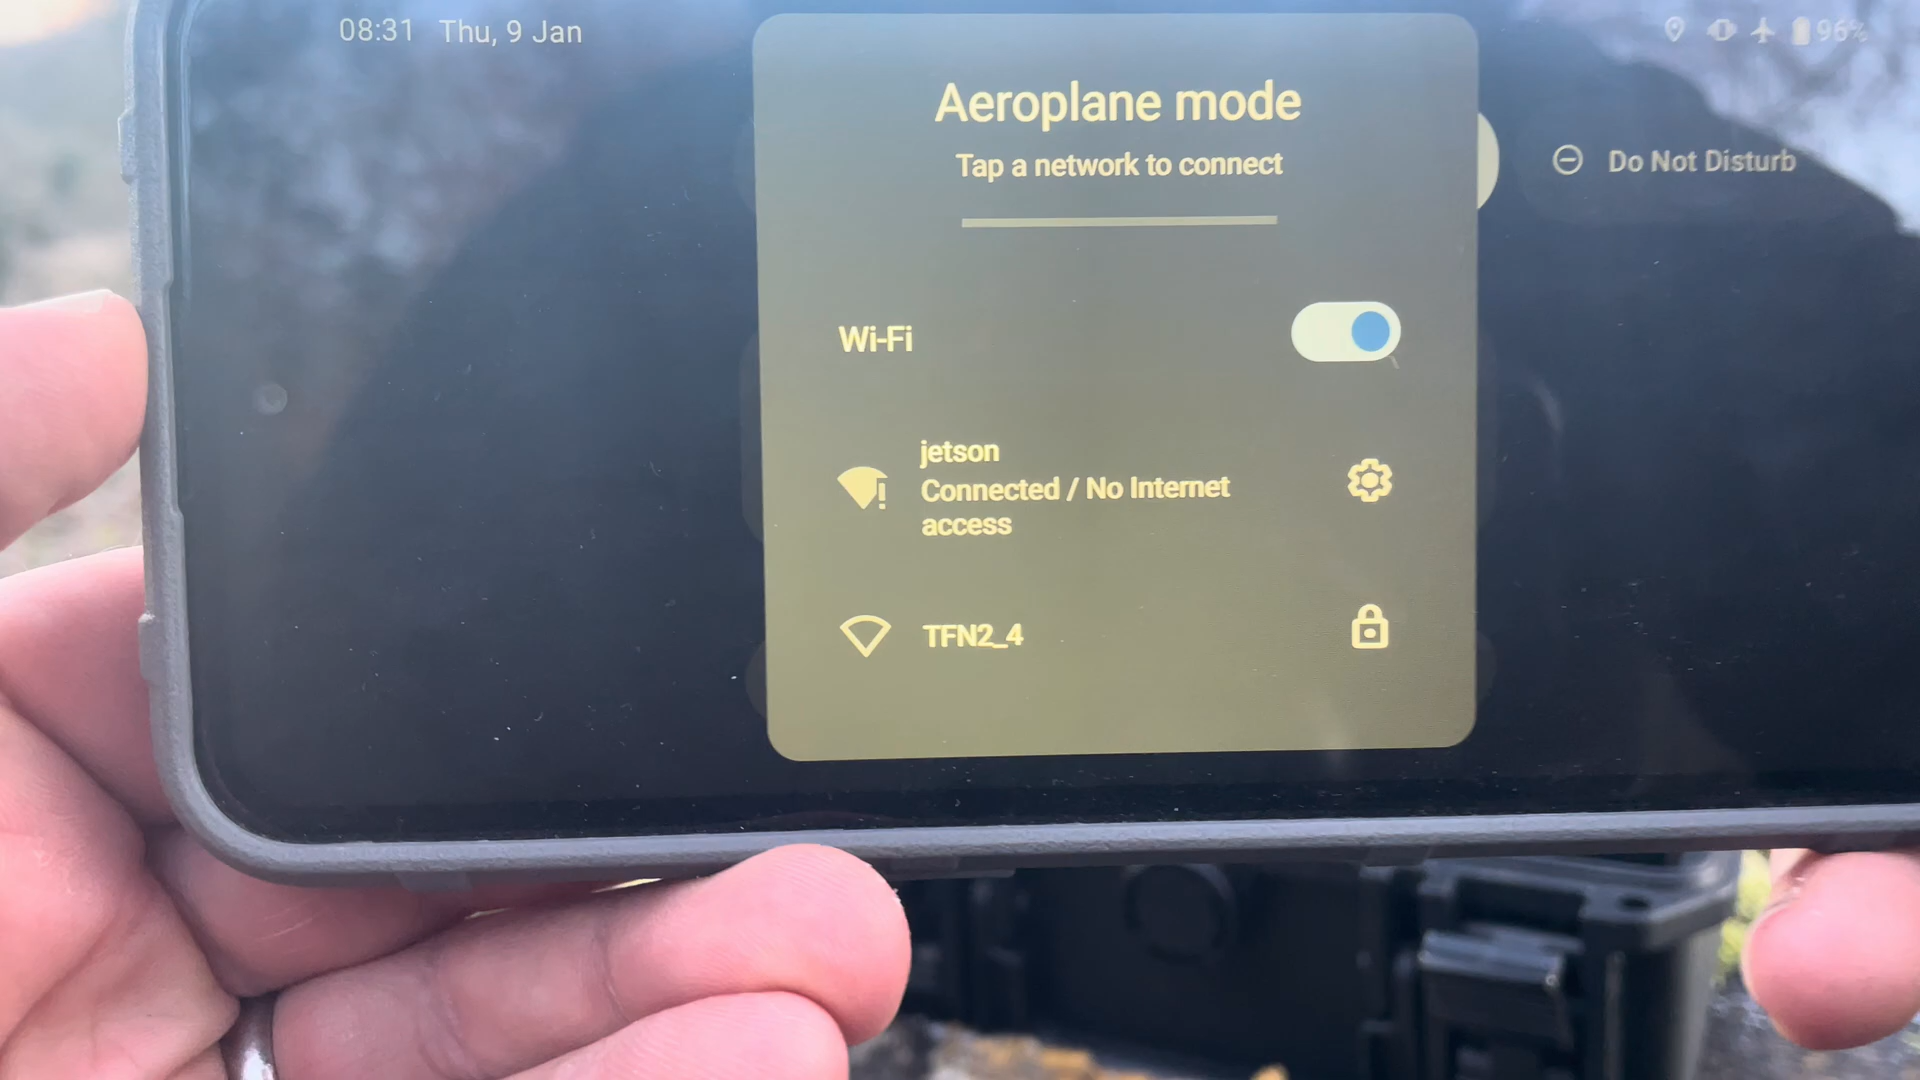 08:31 Thu, 9 Jan
96%
Aeroplane mode
Tap a network to connect
Do Not Disturb
Wi-Fi
jetson
Connected / No Internet
access
TFN2_4